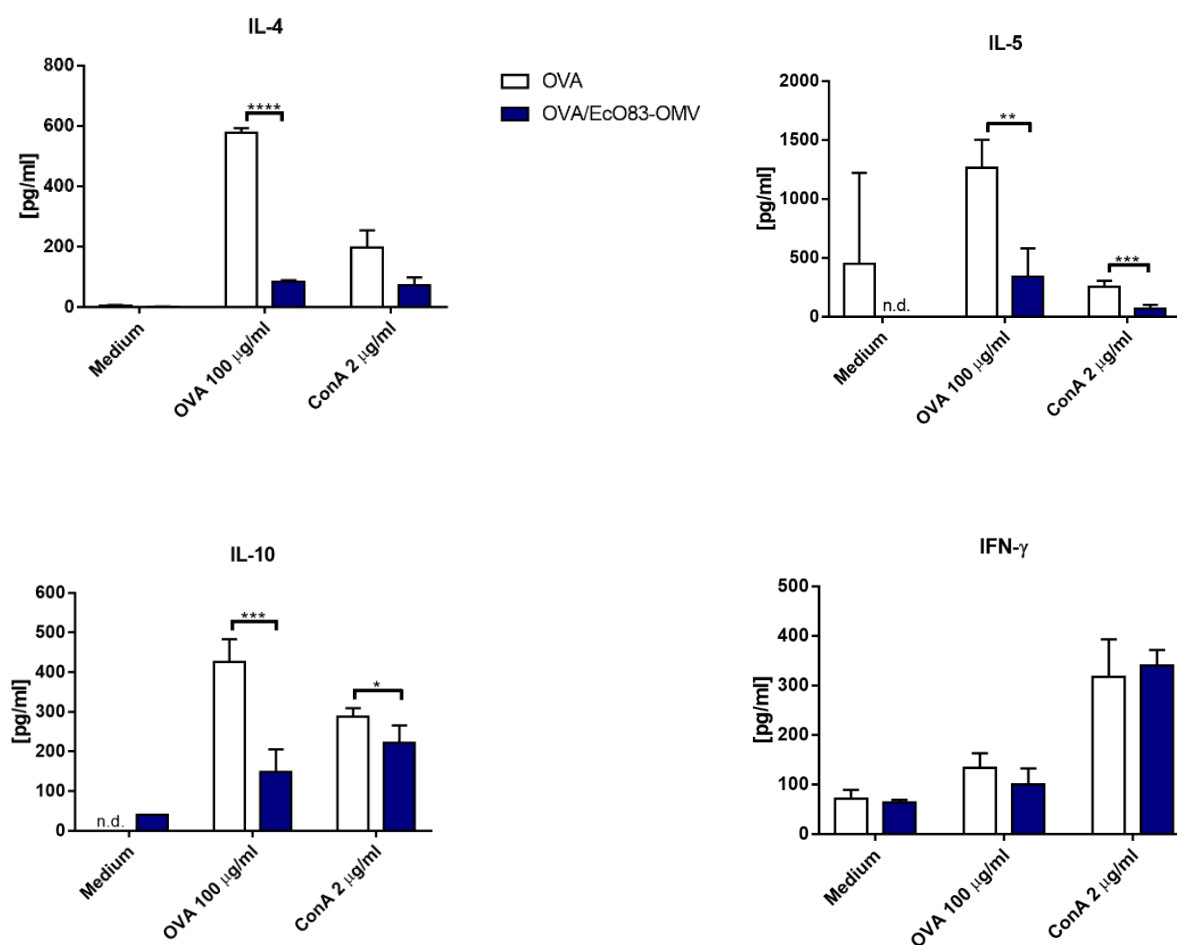 IL-4
800
600
400
200
0
[pg/ml]
****
Medium
OVA 100 μg/ml
ConA 2 μg/ml
OVA
OVA/EcO83-OMV
IL-5
2000
1500
1000
500
0
[pg/ml]
n.d.
**
***
Medium
OVA 100 μg/ml
ConA 2 μg/ml
IL-10
600
500
400
300
200
100
0
[pg/ml]
n.d.
***
*
Medium
OVA 100 μg/ml
ConA 2 μg/ml
IFN-γ
500
400
300
200
100
0
[pg/ml]
Medium
OVA 100 μg/ml
ConA 2 μg/ml